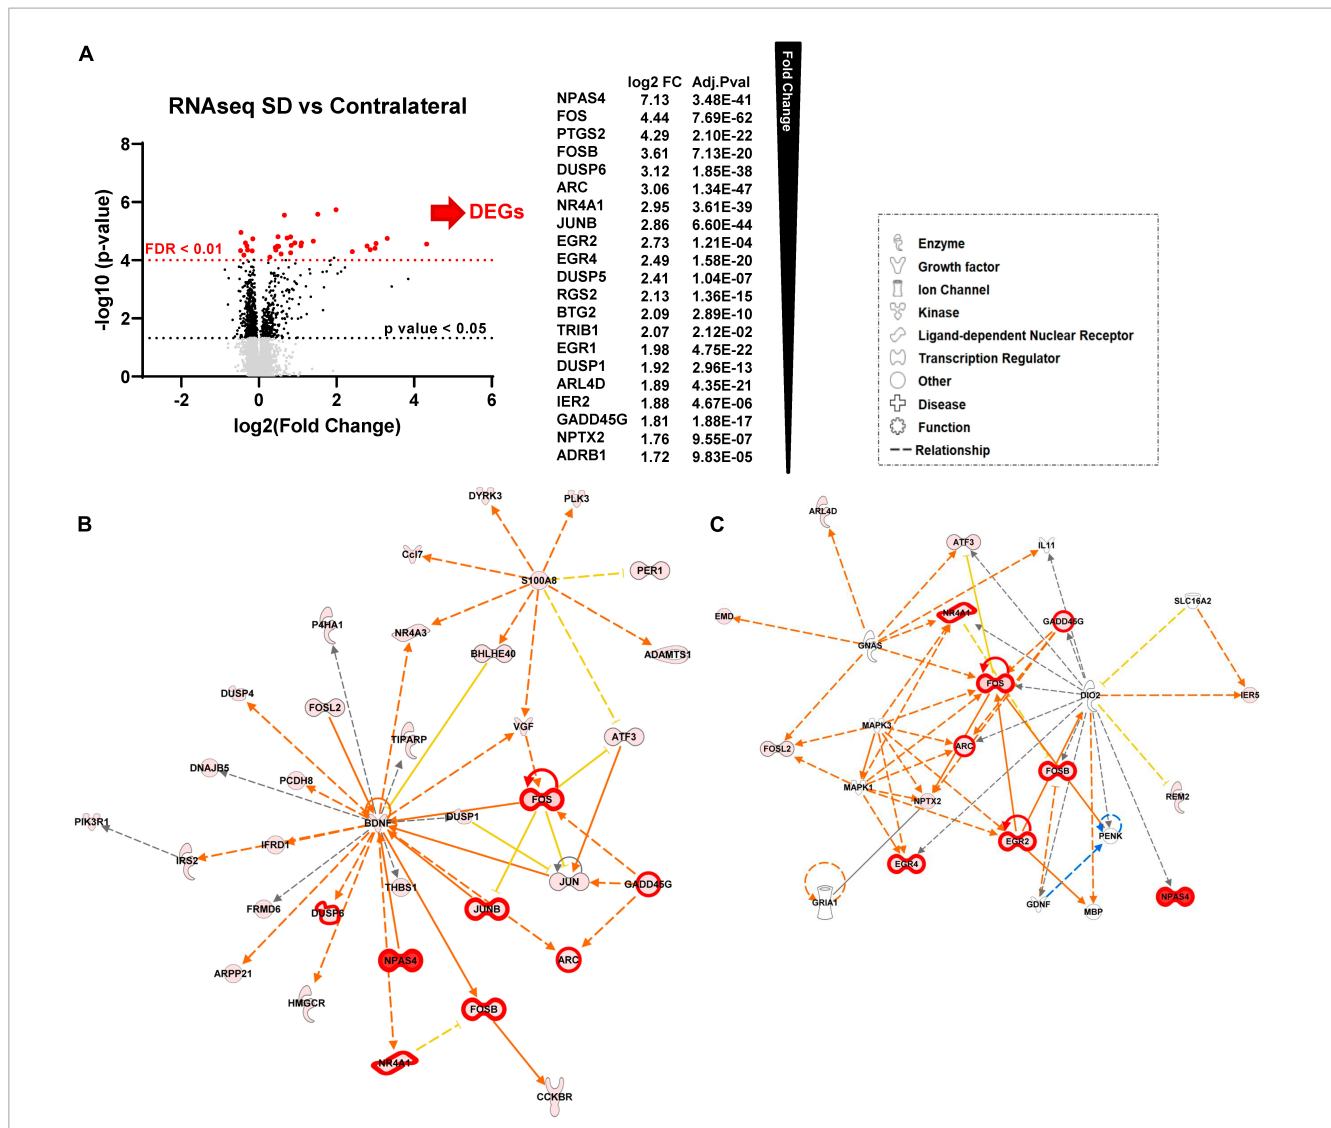 A
RNAseq SD vs Contralateral
-log10 (p-value)
8
6
4
2
0
FDR < 0.01
p value < 0.05
DEGs
-2
0
2
4
6
log2(Fold Change)
log2 FC Adj.Pval
NPAS4 7.13 3.48E-41
FOS 4.44 7.69E-62
PTGS2 4.29 2.10E-22
FOSB 3.61 7.13E-20
DUSP6 3.12 1.85E-38
ARC 3.06 1.34E-47
NR4A1 2.95 3.61E-39
JUNB 2.86 6.60E-44
EGR2 2.73 1.21E-04
EGR4 2.49 1.58E-20
DUSP5 2.41 1.04E-07
RGS2 2.13 1.36E-15
BTG2 2.09 2.89E-10
TRIB1 2.07 2.12E-02
EGR1 1.98 4.75E-22
DUSP1 1.92 2.96E-13
ARL4D 1.89 4.35E-21
IER2 1.88 4.67E-06
GADD45G 1.81 1.88E-17
NPTX2 1.76 9.55E-07
ADRB1 1.72 9.83E-05
Fold Change
Enzyme
Growth factor
Ion Channel
Kinase
Ligand-dependent Nuclear Receptor
Transcription Regulator
Other
Disease
Function
Relationship
B
DYRK3
PLK3
Ccl7
S100A8
PER1
P4HA1
NR4A3
BHLHE40
ADAMTS1
DUSP4
FOSL2
VGF
TIPARP
ATF3
DNAJB5
PCDH8
FOS
PIK3R1
BDNF
DUSP1
IRS2
IFRD1
THBS1
JUN
GADD45G
FRMD6
DUSP6
JUNB
ARPP21
NPAS4
ARC
HMGCR
FOSB
NR4A1
CCKBR
C
ARL4D
ATF3
IL11
SLC16A2
EMD
NR4A1
GADD45G
GNAS
FOS
DIO2
IER5
MAPK3
FOSL2
ARC
FOSB
MAPK1
NPTX2
REM2
EGR2
PENK
EGR4
GRIA1
GDNF
MBP
NPAS4